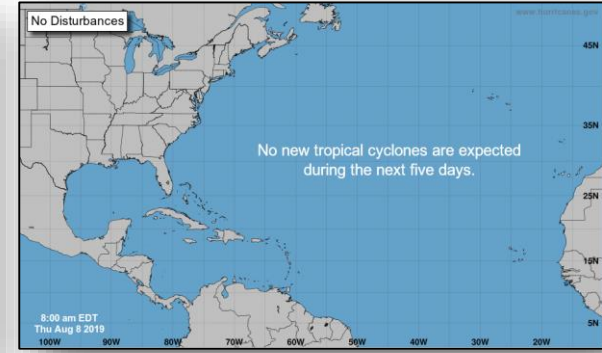 No Disturbances
www.hurricanes.gov
45N
No new tropical cyclones are expected
during the next five days.
35N
25N
15N
8:00 am EDT
Thu Aug 8 2019
5N
100W 90W 80W 70W 60W 50W 40W 30W 20W